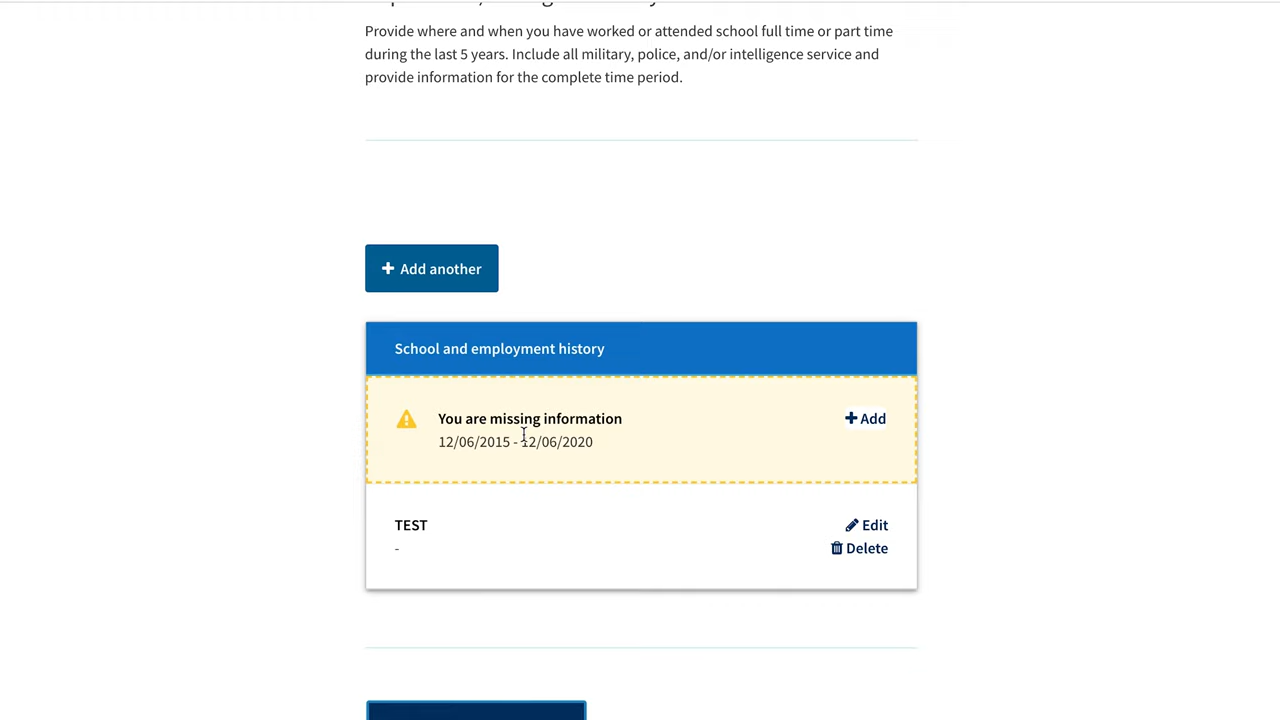 Provide where and when you have worked or attended school full time or part time
during the last 5 years. Include all military, police, and/or intelligence service and
provide information for the complete time period.
Add another
School and employment history
You are missing information
Add
12/06/2015 - 12/06/2020
TEST
Edit
-
Delete